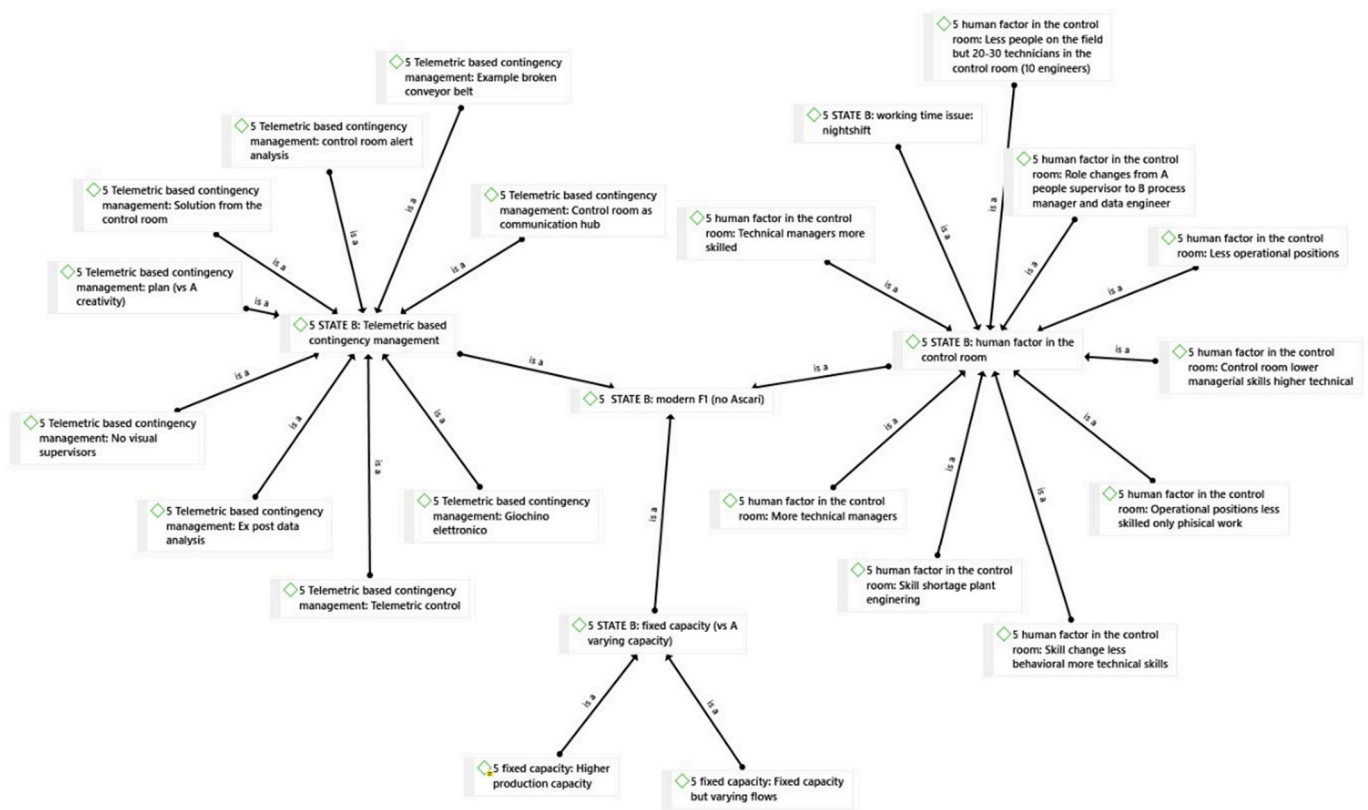 5 human factor in the control
room: Less people on the field
but 20-30 technicians in the
control room (10 engineers)
5 Telemetric based contingency
management: Example broken
conveyor belt
5 Telemetric based contingency
management: control room alert
analysis
5 STATE B: working time issue:
nightshift
5 human factor in the control
room: Role changes from A
people supervisor to B process
manager and data engineer
5 Telemetric based contingency
management: Solution from the
control room
5 Telemetric based contingency
management: Control room as
communication hub
5 human factor in the control
room: Technical managers more
skilled
5 human factor in the control
room: Less operational positions
5 Telemetric based contingency
management: plan (vs A
creativity)
is a
is a
is a
is a
is a
is a
is a
is a
is a
is a
5 STATE B: Telemetric based
contingency management
5 STATE B: human factor in the
control room
is a
5 human factor in the control
room: Control room lower
managerial skills higher technical
is a
is a
5 STATE B: modern F1 (no Ascari)
is a
is a
is a
is a
5 Telemetric based contingency
management: No visual
supervisors
is a
is a
is a
is a
5 Telemetric based contingency
management: Ex post data
analysis
5 Telemetric based contingency
management: Giochino
elettronico
is a
5 human factor in the control
room: More technical managers
5 human factor in the control
room: Operational positions less
skilled only phisical work
5 Telemetric based contingency
management: Telemetric control
5 human factor in the control
room: Skill shortage plant
enginering
5 STATE B: fixed capacity (vs A
varying capacity)
5 human factor in the control
room: Skill change less
behavioral more technical skills
is a
is a
5 fixed capacity: Higher
production capacity
5 fixed capacity: Fixed capacity
but varying flows